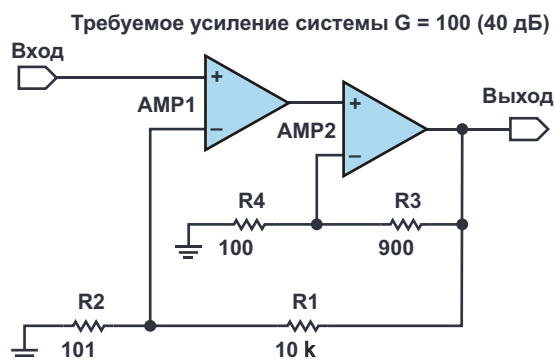 Требуемое усиление системы G = 100 (40 дБ)
Вход
+
AMP1
−
+
AMP2
−
Выход
R4
100
R3
900
R2
101
R1
10 k